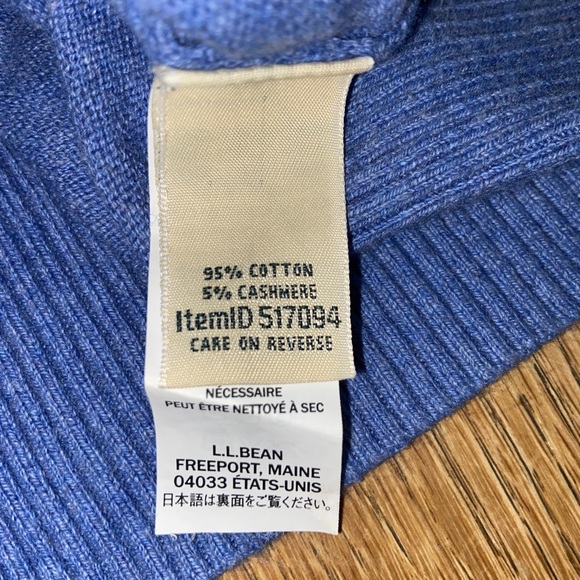 95% COTTON
5% CASHMERE
ItemID 517094
CARE ON REVERSE
NÉCESSAIRE
PEUT ÊTRE NETTOYÉ À SEC
L.L.BEAN
FREEPORT, MAINE
04033 ÉTATS-UNIS
日本語は裏面をご覧ください。